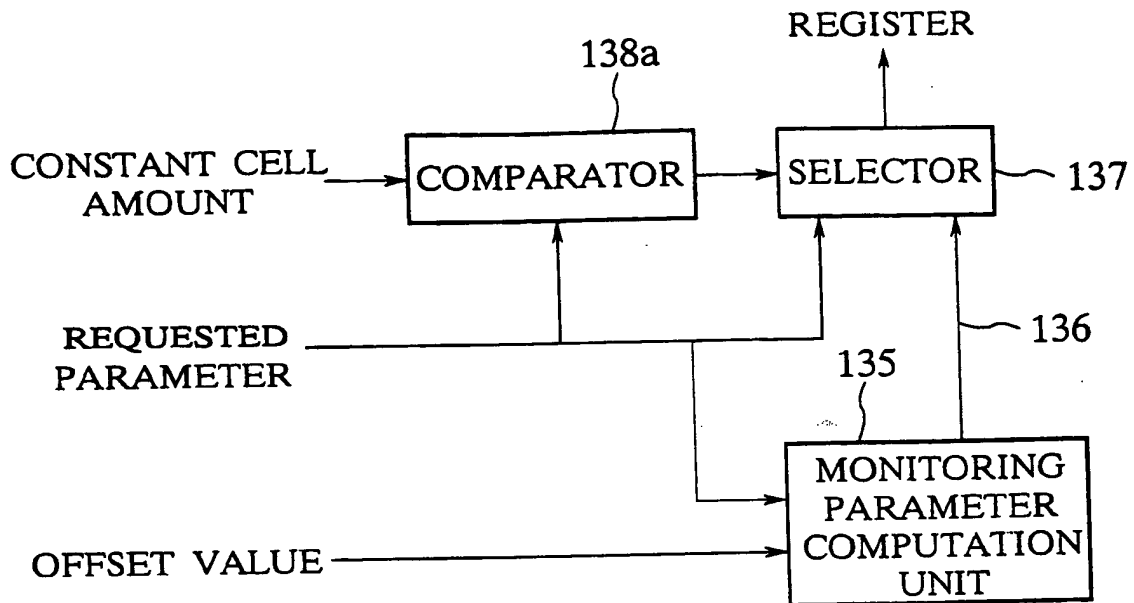 REGISTER
138a
CONSTANT CELL
AMOUNT
COMPARATOR
SELECTOR
137
REQUESTED
PARAMETER
136
135
MONITORING
PARAMETER
COMPUTATION
UNIT
OFFSET VALUE